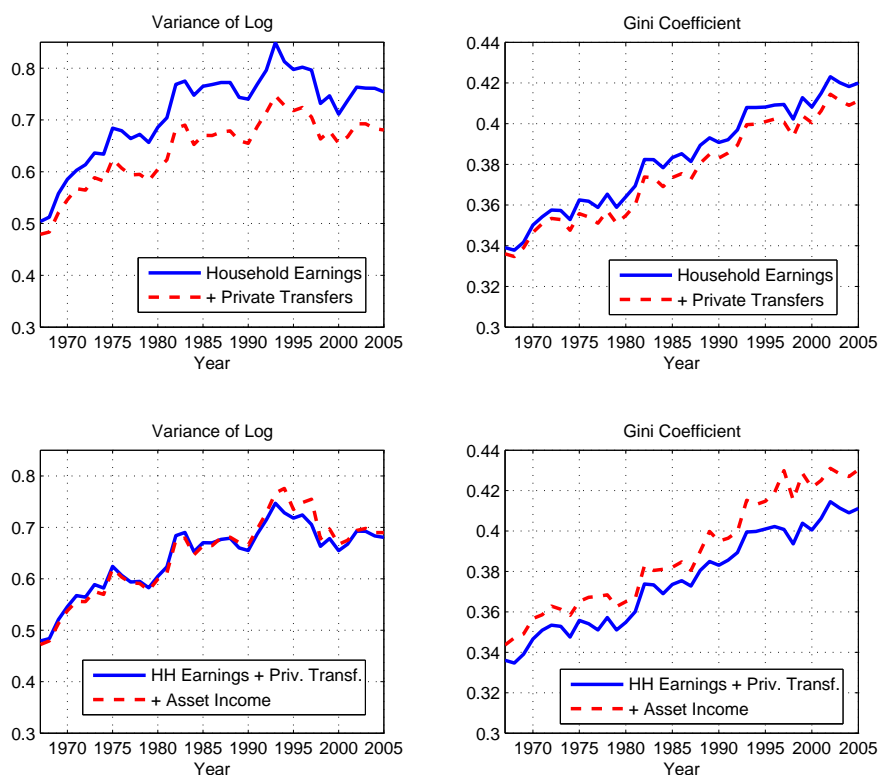 Variance of Log
0.8
0.7
0.6
0.5
0.4
0.3
1970 1975 1980 1985 1990 1995 2000 2005
Year
Household Earnings
+ Private Transfers
Gini Coefficient
0.44
0.42
0.4
0.38
0.36
0.34
0.32
0.3
1970 1975 1980 1985 1990 1995 2000 2005
Year
Household Earnings
+ Private Transfers
Variance of Log
0.8
0.7
0.6
0.5
0.4
0.3
1970 1975 1980 1985 1990 1995 2000 2005
Year
HH Earnings + Priv. Transf.
+ Asset Income
Gini Coefficient
0.44
0.42
0.4
0.38
0.36
0.34
0.32
0.3
1970 1975 1980 1985 1990 1995 2000 2005
Year
HH Earnings + Priv. Transf.
+ Asset Income